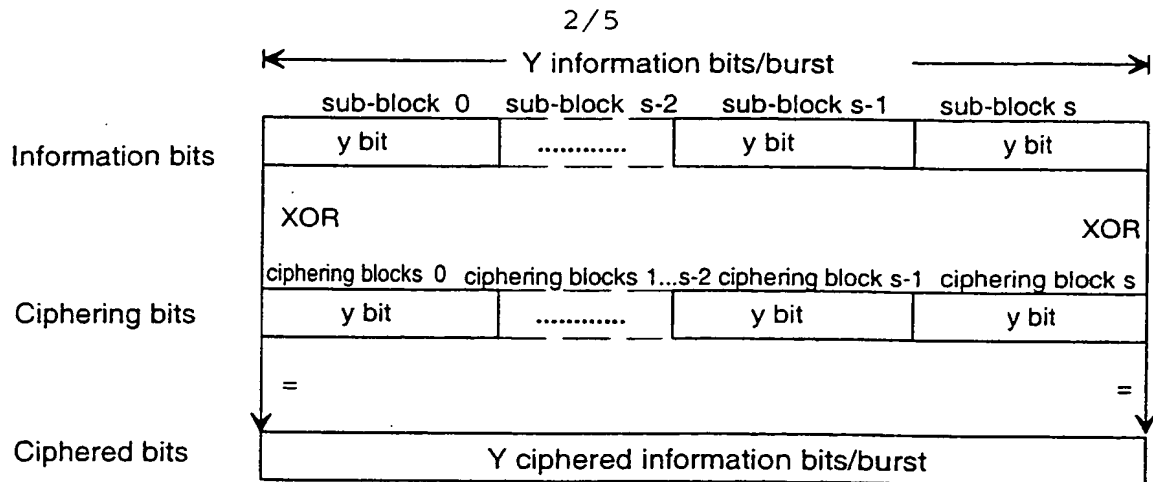 2/5
Y information bits/burst
sub-block 0 sub-block s-2 sub-block s-1 sub-block s
Information bits y bit ............ y bit y bit
XOR XOR
ciphering blocks 0 ciphering blocks 1...s-2 ciphering block s-1 ciphering block s
Ciphering bits y bit ............ y bit y bit
= =
Ciphered bits Y ciphered information bits/burst